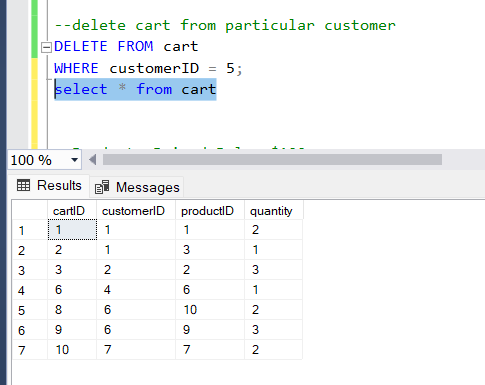 --delete cart from particular customer
DELETE FROM cart
WHERE customerID = 5;
select * from cart
100 %
Results Messages
cartID customerID productID quantity
1 1 1 1 2
2 2 1 3 1
3 3 2 2 3
4 6 4 6 1
5 8 6 10 2
6 9 6 9 3
7 10 7 7 2